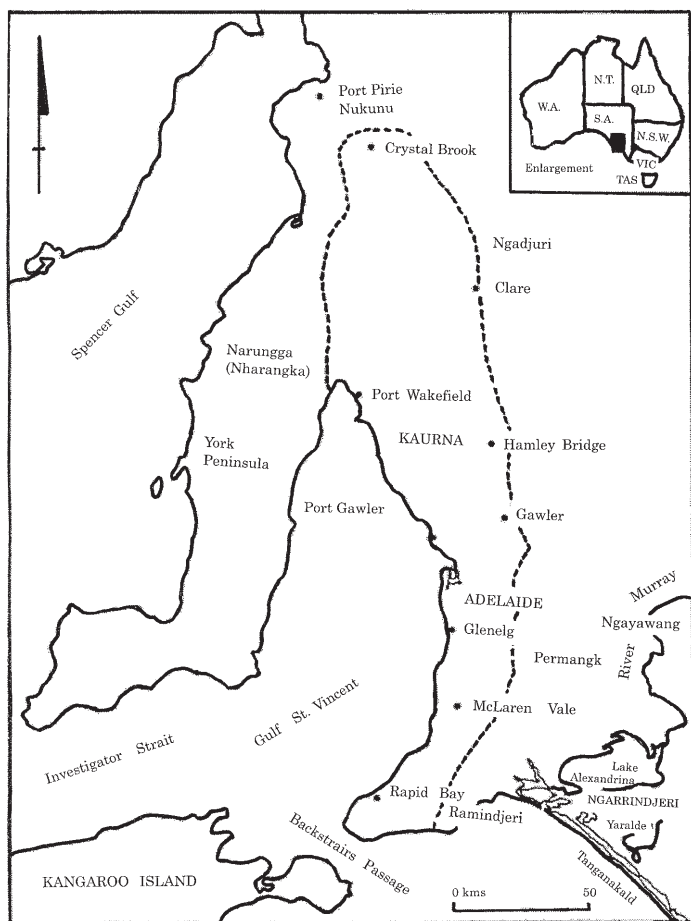 Port Pirie
Nukunu
Crystal Brook
W.A.
N.T.
QLD
S.A.
N.S.W.
VIC
TAS
Enlargement
Ngadjuri
Clare
Spencer Gulf
Narungga
(Nharangka)
Port Wakefield
KAURNA
York
Peninsula
Hamley Bridge
Port Gawler
Gawler
ADELAIDE
Glenelg
Murray
Ngayawang
River
Permangk
McLaren Vale
Gulf St. Vincent
Investigator Strait
Rapid Bay
Ramindjeri
Lake
Alexandrina
NGARRINDJERI
Yaralde
Tanganakald
Backstrairs Passage
KANGAROO ISLAND
0 kms 50